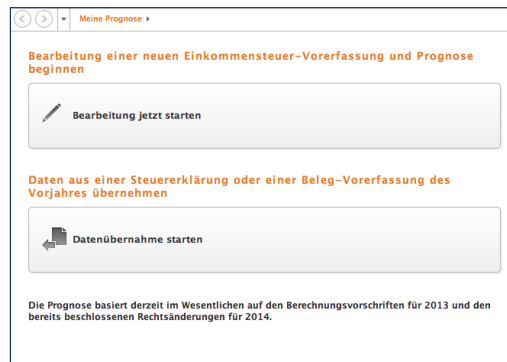 Meine Prognose
Bearbeitung einer neuen Einkommensteuer-Vorerfassung und Prognose
beginnen
Bearbeitung jetzt starten
Daten aus einer Steuererklärung oder einer Beleg-Vorerfassung des
Vorjahres übernehmen
Datenübernahme starten
Die Prognose basiert derzeit im Wesentlichen auf den Berechnungsvorschriften für 2013 und den
bereits beschlossenen Rechtsänderungen für 2014.